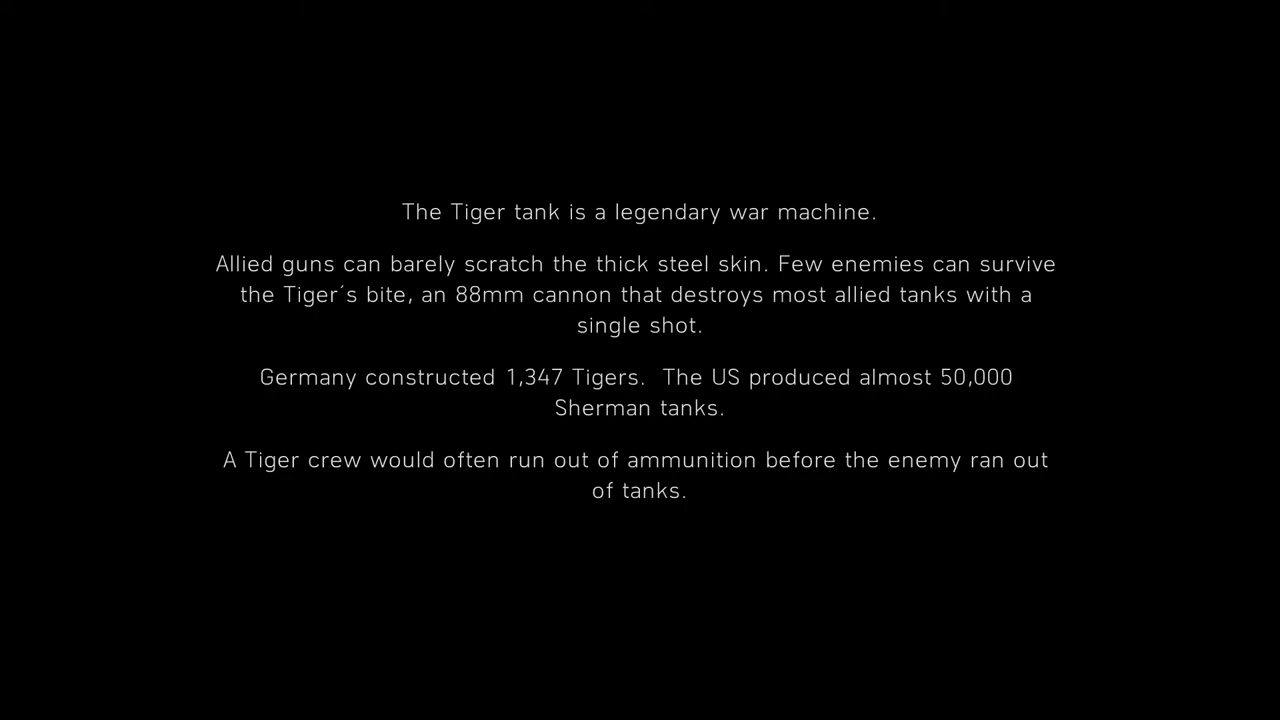 The Tiger tank is a legendary war machine.
Allied guns can barely scratch the thick steel skin. Few enemies can survive
the Tiger´s bite, an 88mm cannon that destroys most allied tanks with a
single shot.
Germany constructed 1,347 Tigers.  The US produced almost 50,000
Sherman tanks.
A Tiger crew would often run out of ammunition before the enemy ran out
of tanks.